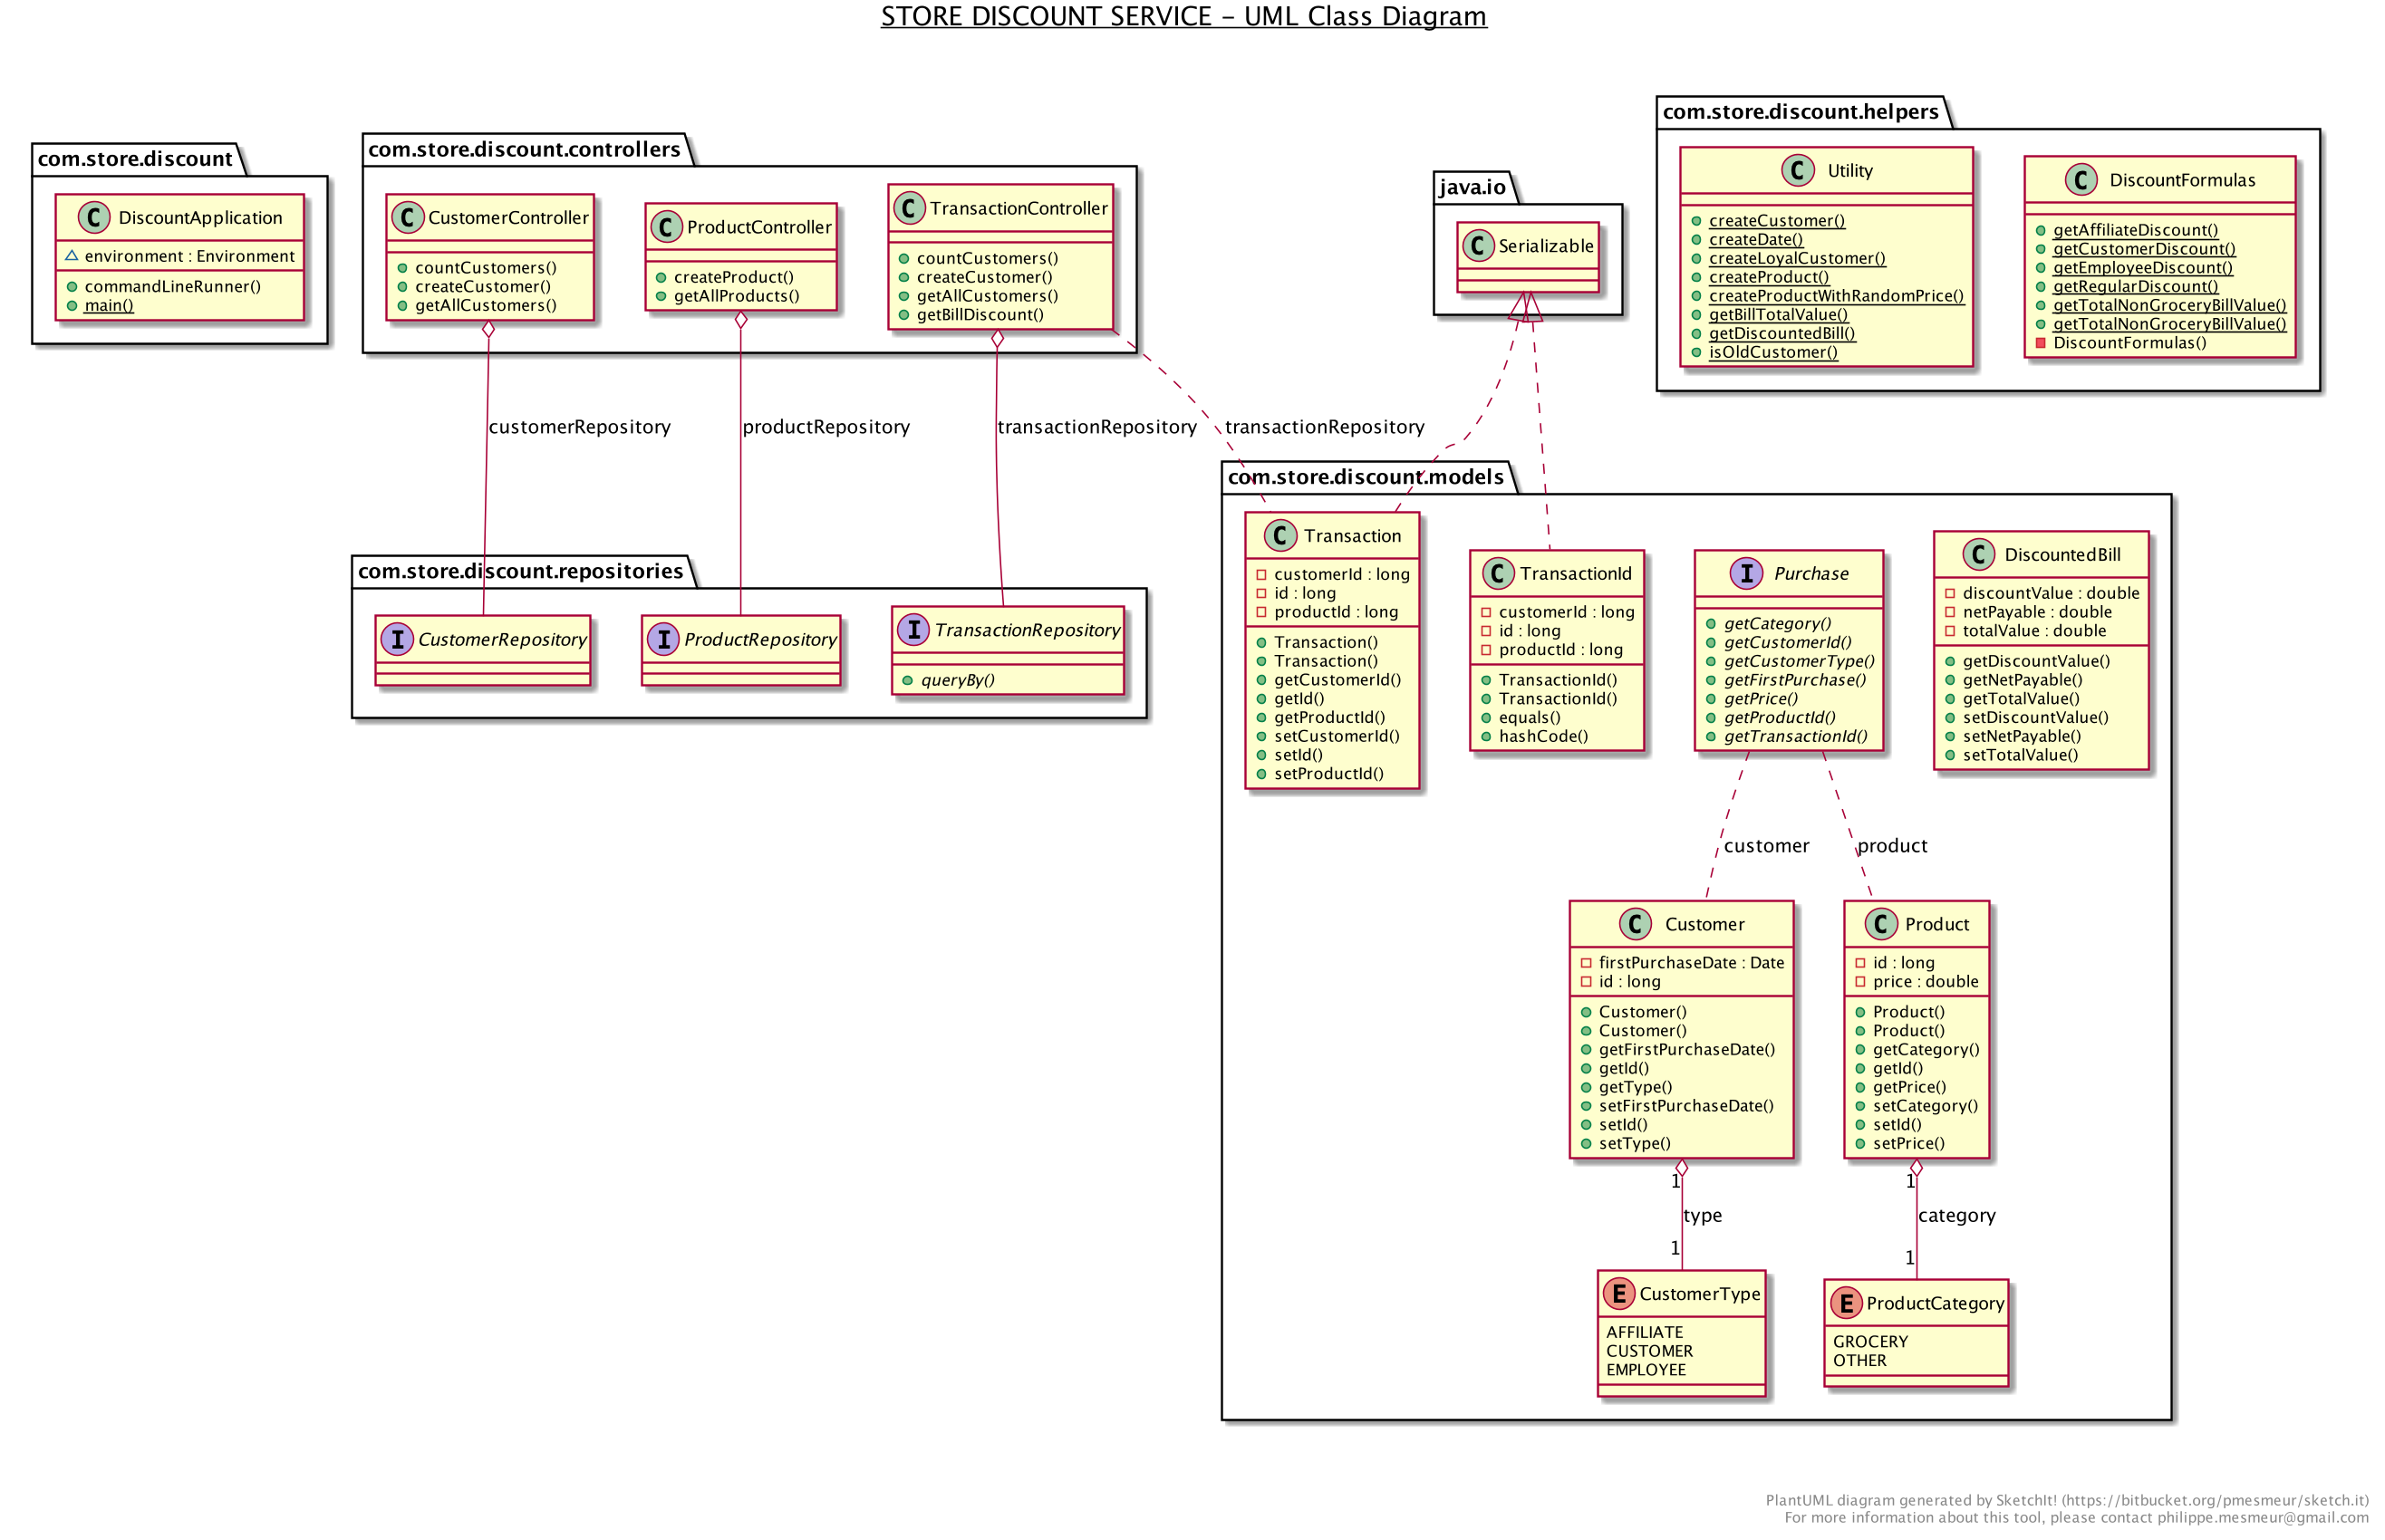 STORE DISCOUNT SERVICE - UML Class Diagram
com.store.discount
C DiscountApplication
environment : Environment
commandLineRunner()
main()
com.store.discount.controllers
C CustomerController
countCustomers()
createCustomer()
getAllCustomers()
C ProductController
createProduct()
getAllProducts()
C TransactionController
countCustomers()
createCustomer()
getAllCustomers()
getBillDiscount()
java.io
C Serializable
com.store.discount.helpers
C Utility
createCustomer()
createDate()
createLoyalCustomer()
createProduct()
createProductWithRandomPrice()
getBillTotalValue()
getDiscountedBill()
isOldCustomer()
C DiscountFormulas
getAffiliateDiscount()
getCustomerDiscount()
getEmployeeDiscount()
getRegularDiscount()
getTotalNonGroceryBillValue()
getTotalNonGroceryBillValue()
DiscountFormulas()
customerRepository
productRepository
transactionRepository
transactionRepository
com.store.discount.repositories
I CustomerRepository
I ProductRepository
I TransactionRepository
queryBy()
com.store.discount.models
C Transaction
customerId : long
id : long
productId : long
Transaction()
Transaction()
getCustomerId()
getId()
getProductId()
setCustomerId()
setId()
setProductId()
C TransactionId
customerId : long
id : long
productId : long
TransactionId()
TransactionId()
equals()
hashCode()
I Purchase
getCategory()
getCustomerId()
getCustomerType()
getFirstPurchase()
getPrice()
getProductId()
getTransactionId()
C DiscountedBill
discountValue : double
netPayable : double
totalValue : double
getDiscountValue()
getNetPayable()
getTotalValue()
setDiscountValue()
setNetPayable()
setTotalValue()
customer
product
C Customer
firstPurchaseDate : Date
id : long
Customer()
Customer()
getFirstPurchaseDate()
getId()
getType()
setFirstPurchaseDate()
setId()
setType()
C Product
id : long
price : double
Product()
Product()
getCategory()
getId()
getPrice()
setCategory()
setId()
setPrice()
1
type
1
1
category
1
E CustomerType
AFFILIATE
CUSTOMER
EMPLOYEE
E ProductCategory
GROCERY
OTHER
PlantUML diagram generated by SketchIt! (https://bitbucket.org/pmesmeur/sketch.it)
For more information about this tool, please contact philippe.mesmeur@gmail.com